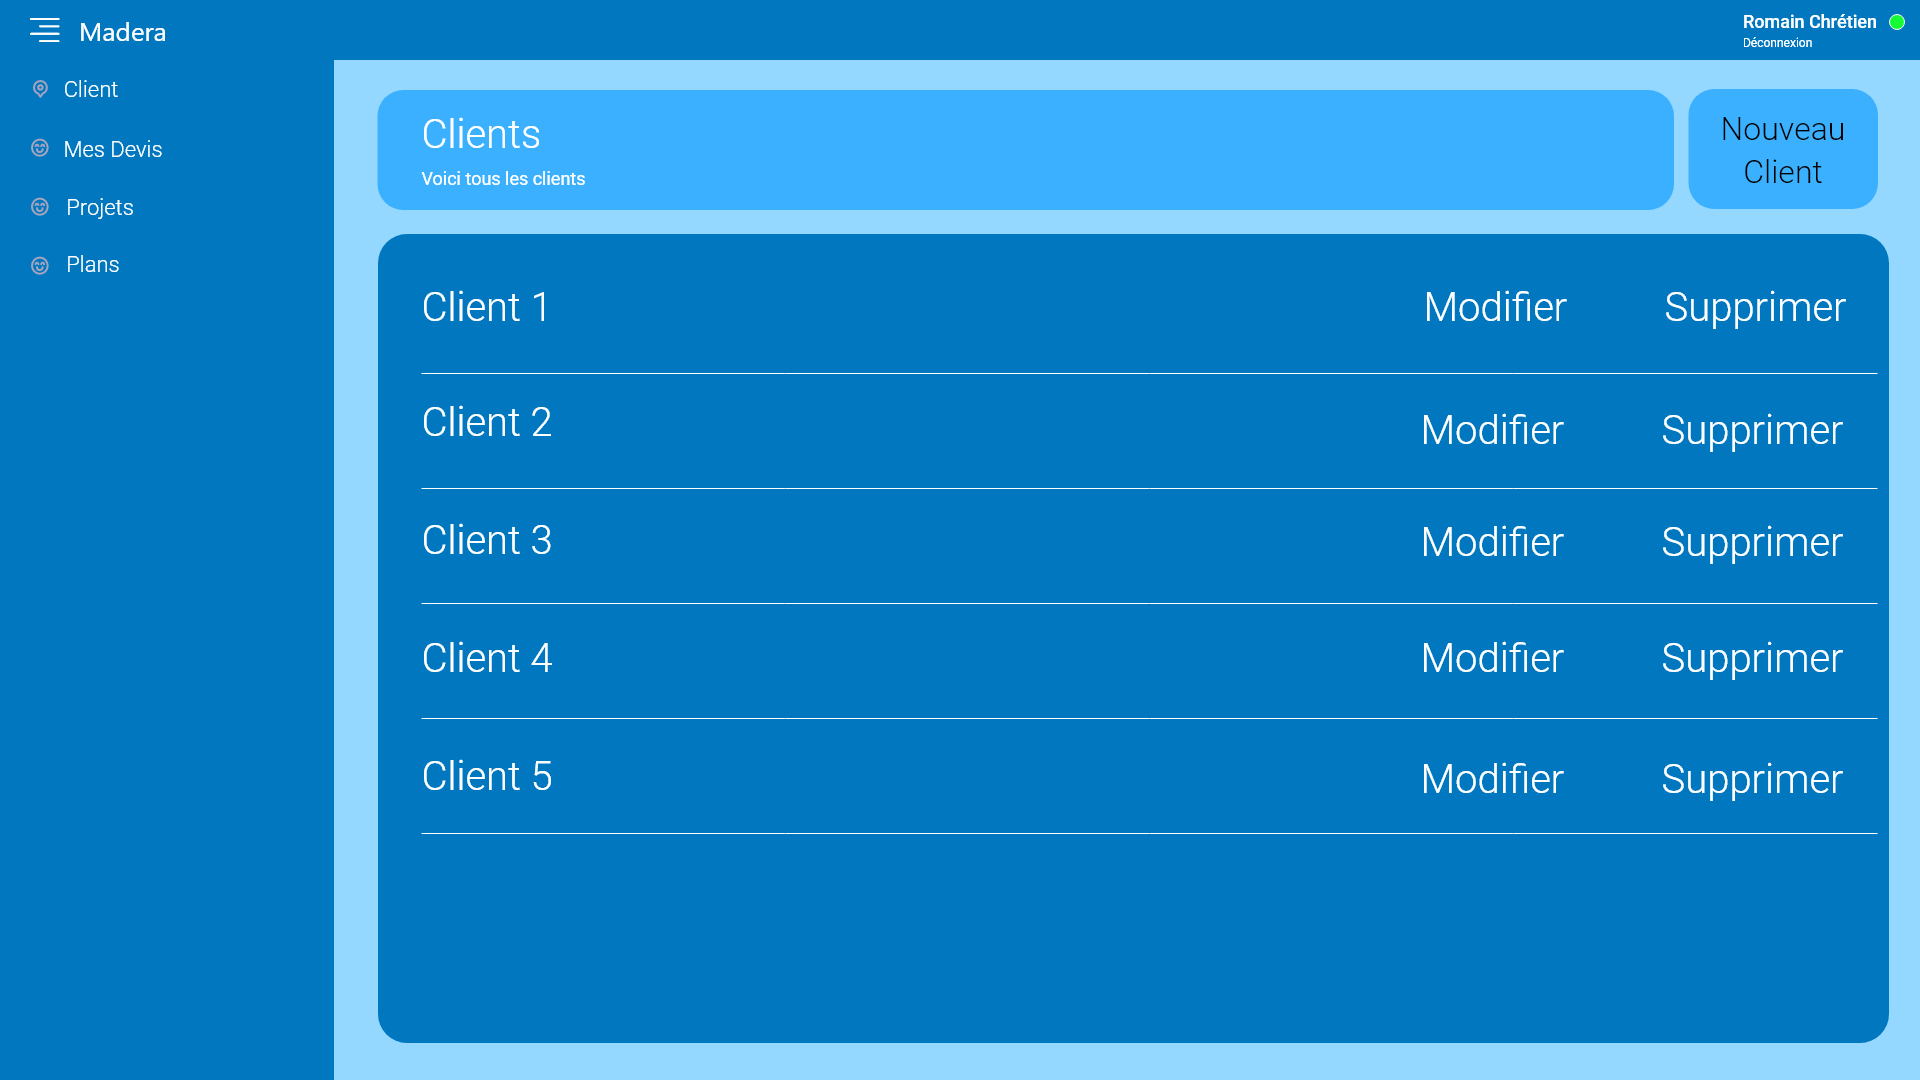 Madera
Romain Chrétien
Déconnexion
Client
Mes Devis
Projets
Plans
Clients
Voici tous les clients
Nouveau
Client
Client 1 Modifier Supprimer
Client 2 Modifier Supprimer
Client 3 Modifier Supprimer
Client 4 Modifier Supprimer
Client 5 Modifier Supprimer